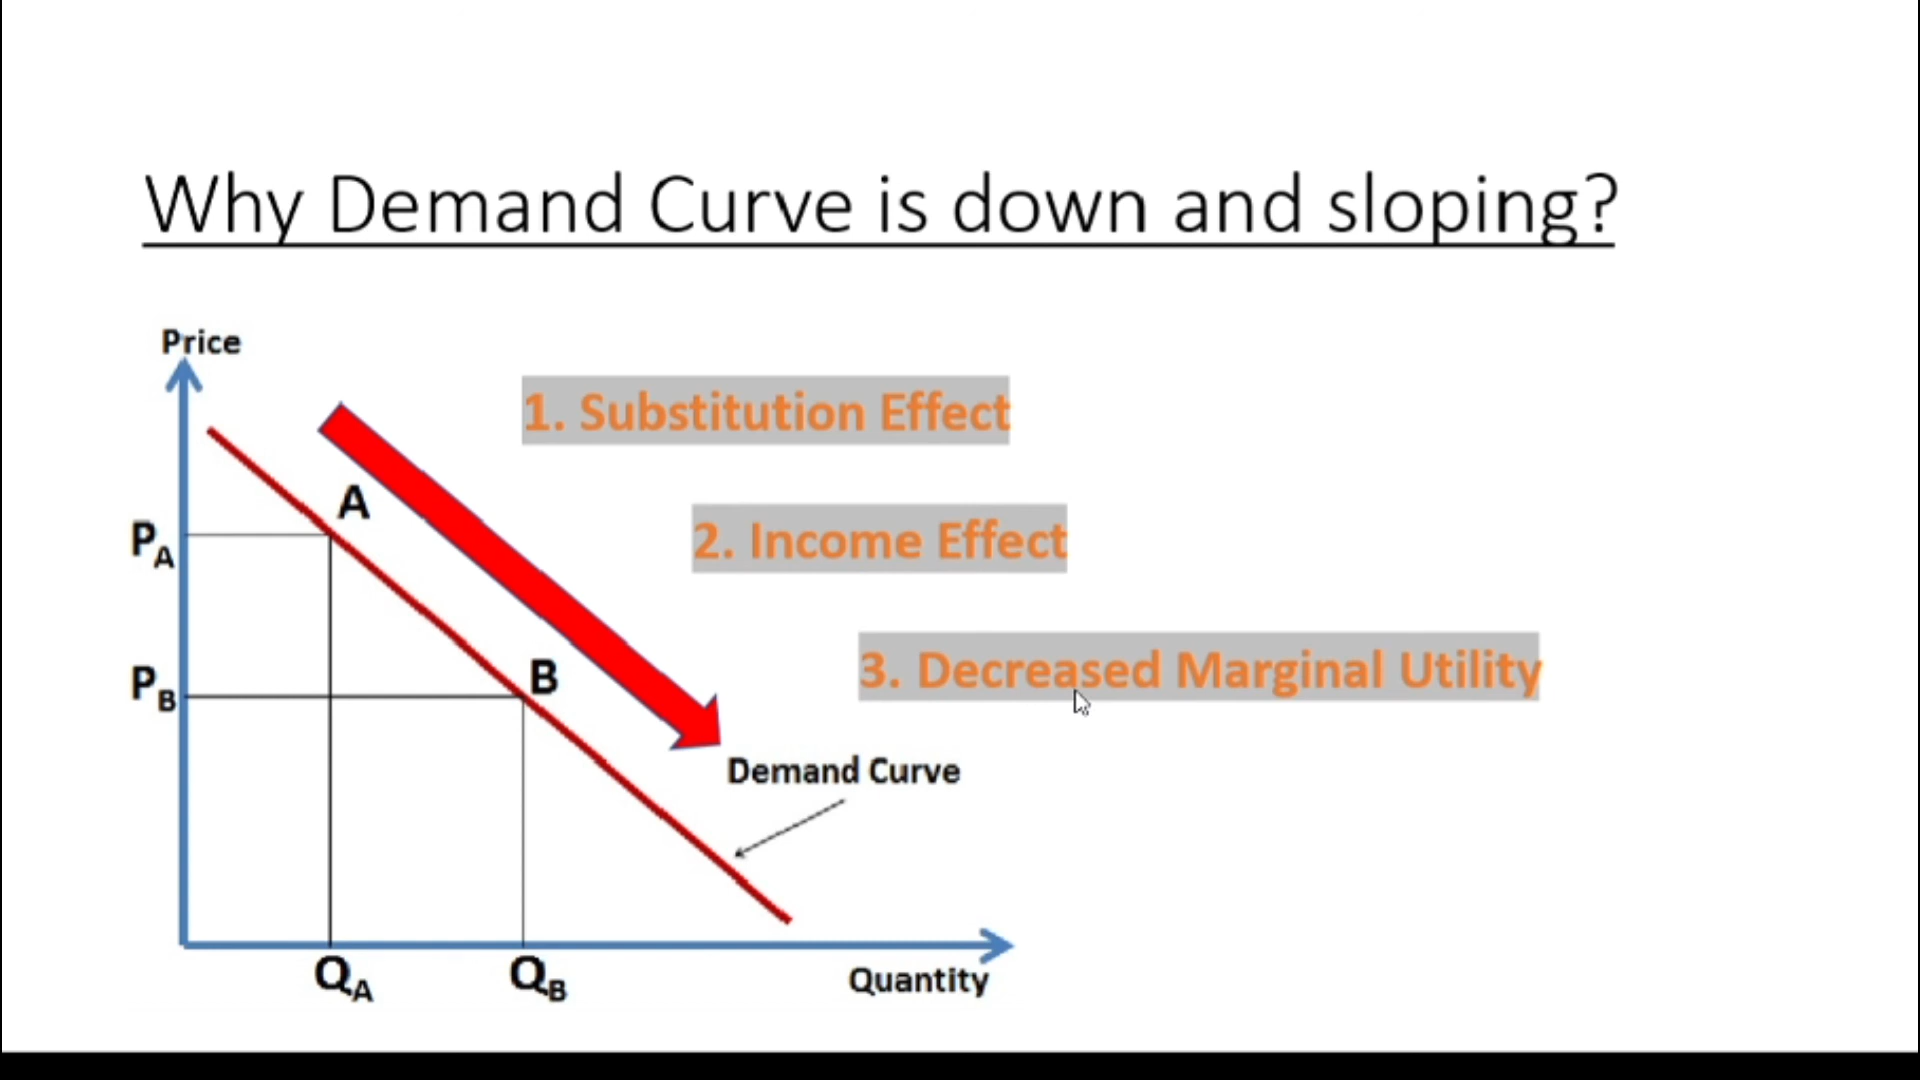 Why Demand Curve is down and sloping?
Price
1. Substitution Effect
A
2. Income Effect
PA
B
3. Decreased Marginal Utility
PB
Demand Curve
QA
QB
Quantity